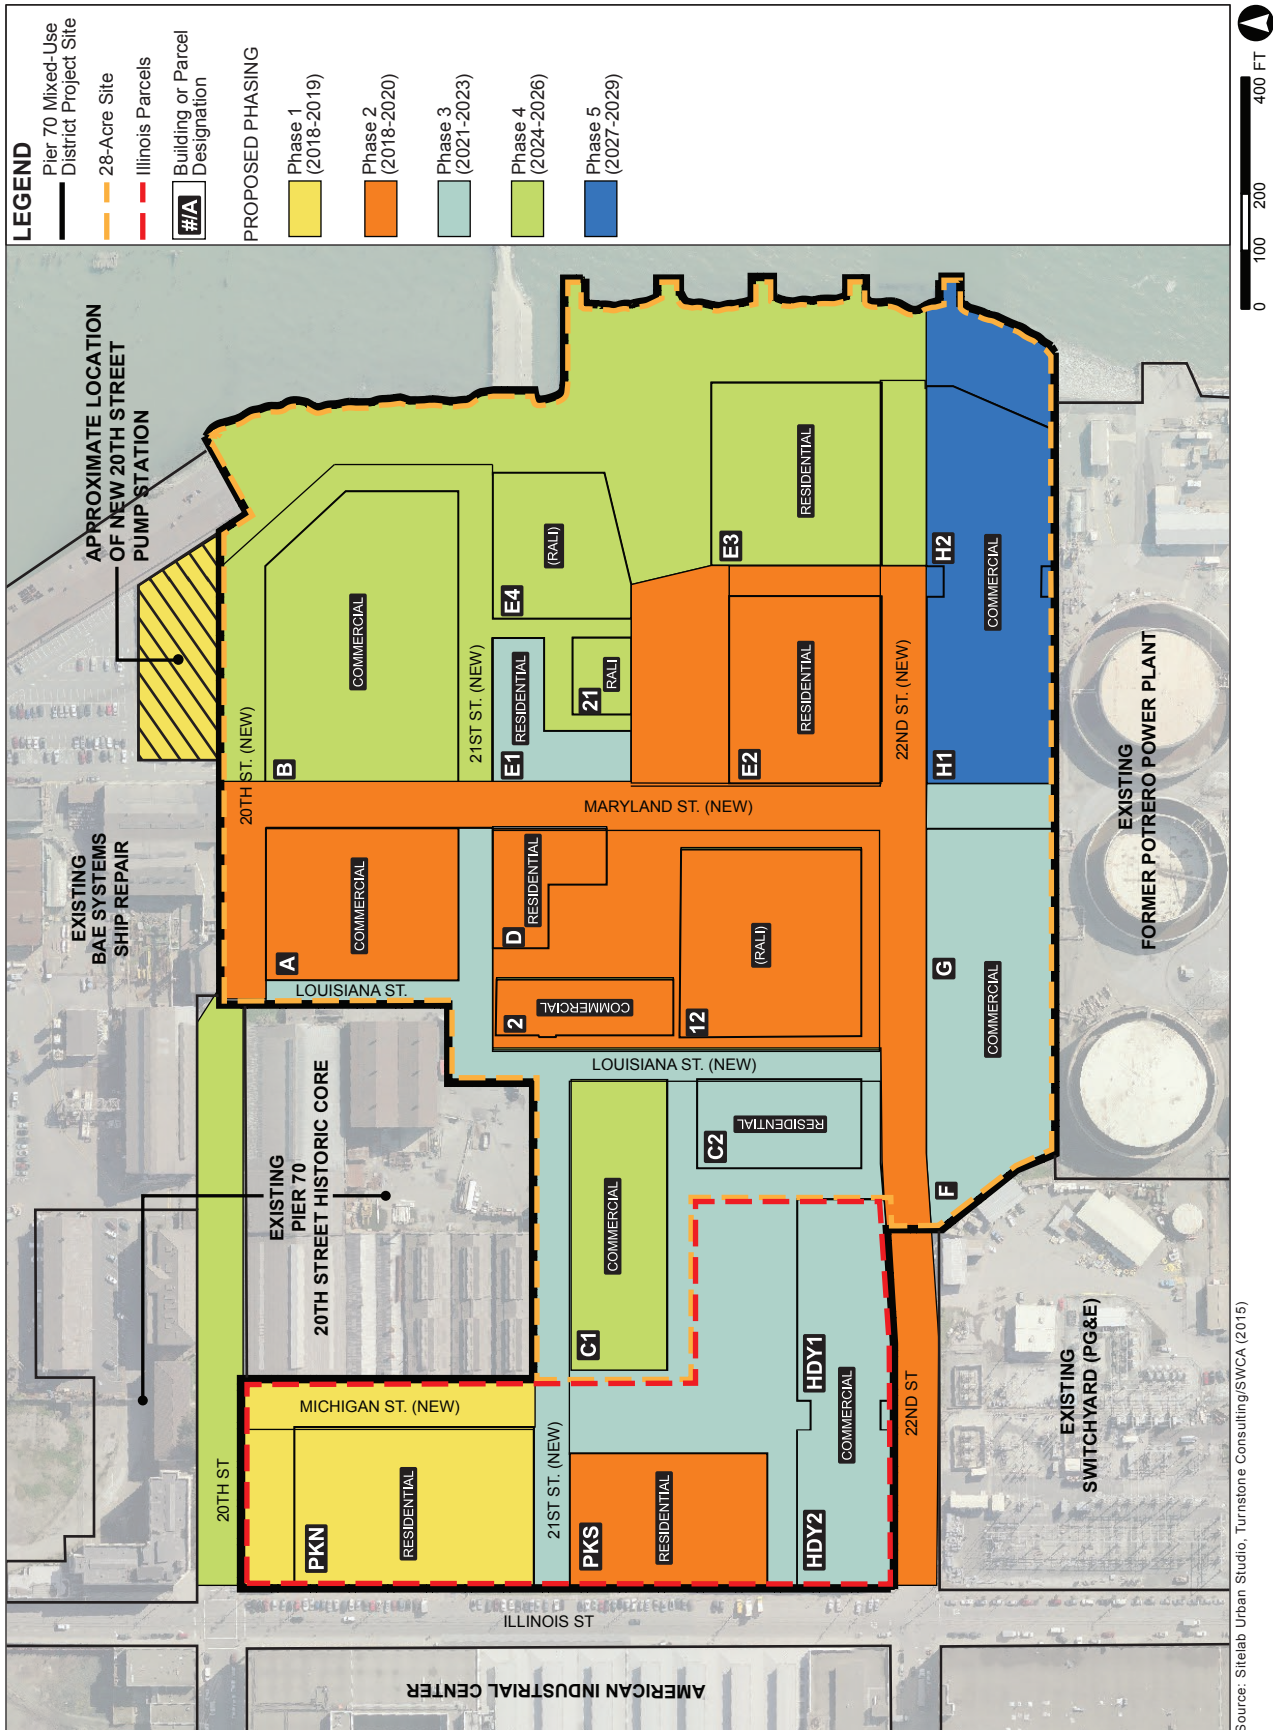 LEGEND
Pier 70 Mixed-Use
District Project Site
28-Acre Site
Illinois Parcels
#/A
Building or Parcel
Designation
PROPOSED PHASING
Phase 1
(2018-2019)
Phase 2
(2018-2020)
Phase 3
(2021-2023)
Phase 4
(2024-2026)
Phase 5
(2027-2029)
APPROXIMATE LOCATION
OF NEW 20TH STREET
PUMP STATION
EXISTING
BAE SYSTEMS
SHIP REPAIR
EXISTING
PIER 70
20TH STREET HISTORIC CORE
20TH ST
20TH ST. (NEW)
MICHIGAN ST. (NEW)
PKN
RESIDENTIAL
LOUISIANA ST.
A
COMMERCIAL
B
COMMERCIAL
21ST ST. (NEW)
21ST ST. (NEW)
PKS
RESIDENTIAL
C1
COMMERCIAL
C2
RESIDENTIAL
LOUISIANA ST. (NEW)
2
COMMERCIAL
D
RESIDENTIAL
12
(RALI)
MARYLAND ST. (NEW)
E1
RESIDENTIAL
21
RALI
E4
(RALI)
E2
RESIDENTIAL
E3
RESIDENTIAL
HDY2
HDY1
COMMERCIAL
22ND ST
22ND ST. (NEW)
F
G
COMMERCIAL
H1
H2
COMMERCIAL
ILLINOIS ST
AMERICAN INDUSTRIAL CENTER
EXISTING
SWITCHYARD (PG&E)
EXISTING
FORMER POTRERO POWER PLANT
0
100
200
400 FT
Source: Sitelab Urban Studio, Turnstone Consulting/SWCA (2015)